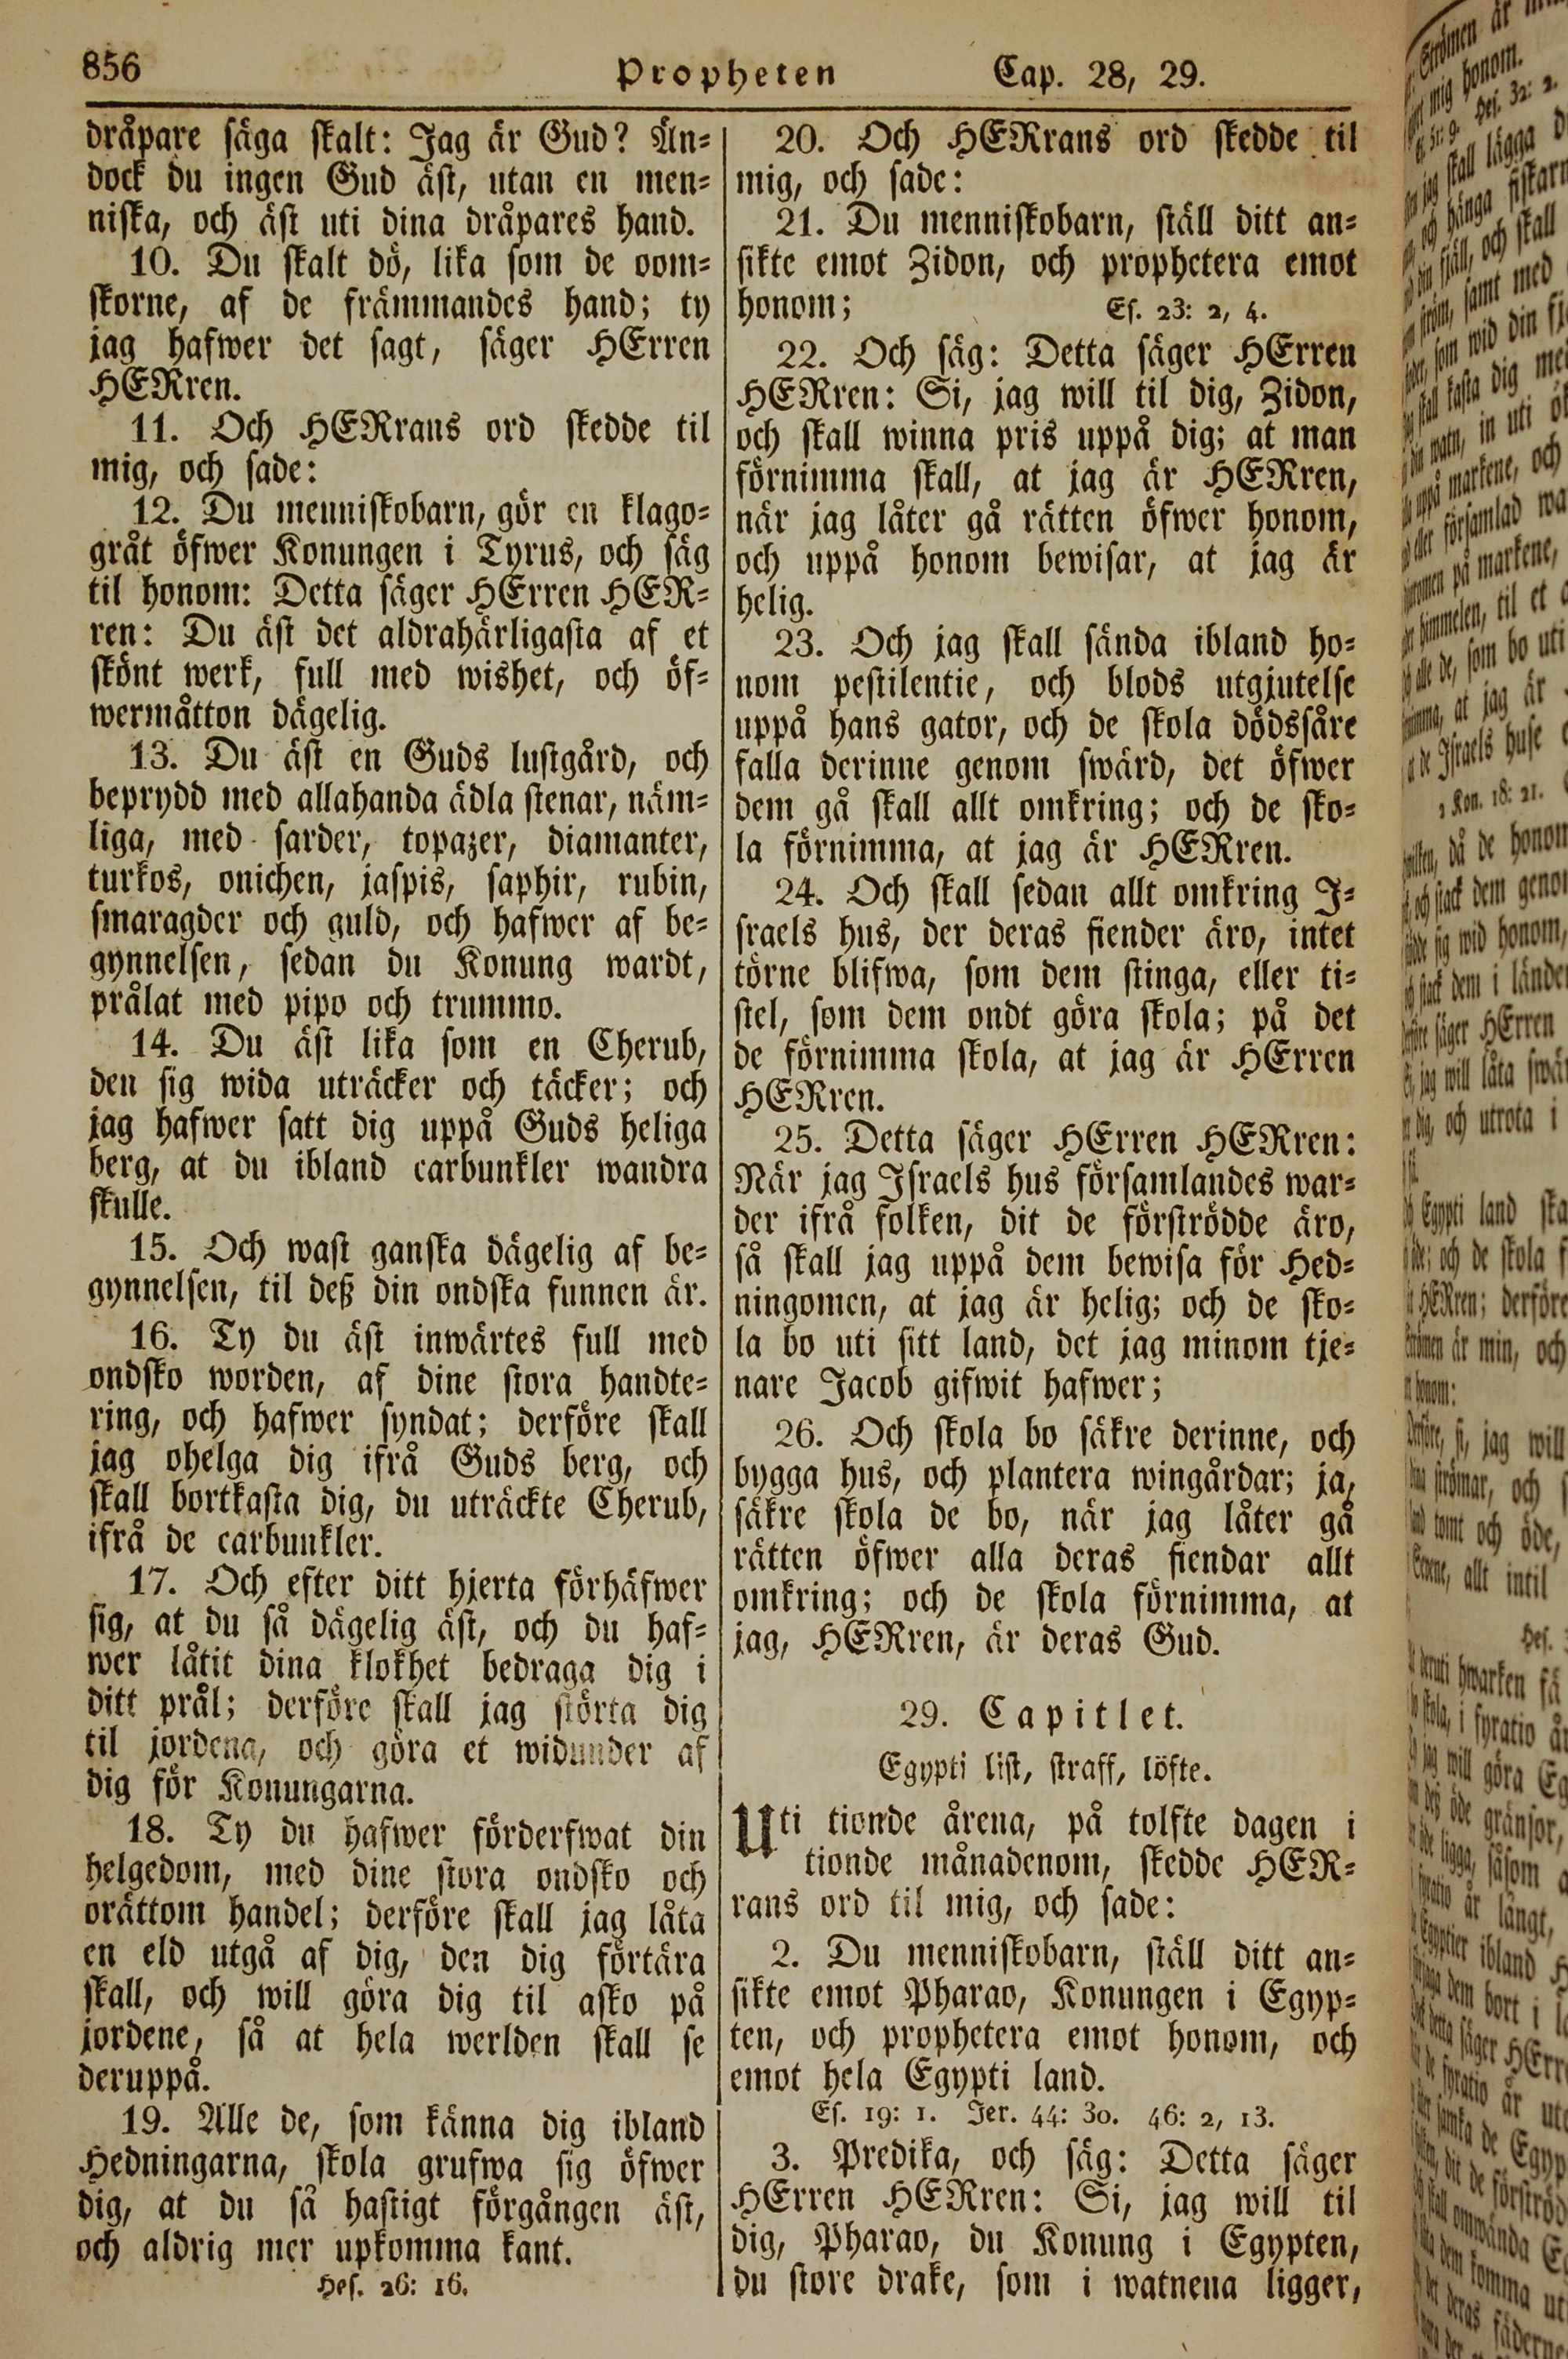 856 Propheten Cap. 28, 29.
dråpare säga skalt: Jag är Gud? Än=
dock du ingen Gud äst, utan en men=
niska, och äst uti dina dråpares hand.
10. Du skalt dö, lika som de oom=
skorne, af de främmandes hand; ty
jag hafwer det sagt, säger HErren
HERren.
11. Och HERrans ord skedde til
mig, och sade:
12. Du menniskobarn, gör en klago=
gråt öfwer Konungen i Tyrus, och säg
til honom: Detta säger HErren HER=
ren: Du äst det aldrahärligasta af et
skönt werk, full med wishet, och öf=
wermåtton dägelig.
13. Du äst en Guds lustgård, och
beprydd med allahanda ädla stenar, näm=
liga, med sarder, topazer, diamanter,
turkos, onichen, jaspis, saphir, rubin,
smaragder och guld, och hafwer af be=
gynnelsen, sedan du Konung wardt,
prålat med pipo och trummo.
14. Du äst lika som en Cherub,
den sig wida uträcker och täcker; och
jag hafwer satt dig uppå Guds heliga
berg, at du ibland carbunkler wandra
skulle.
15. Och wast ganska dägelig af be=
gynnelsen, til deß din ondska funnen är.
16. Ty du äst inwärtes full med
ondsko worden, af dine stora handte=
ring, och hafwer syndat; derföre skall
jag ohelga dig ifrå Guds berg, och
skall bortkasta dig, du uträckte Cherub,
ifrå de carbunkler.
17. Och efter ditt hjerta förhäfwer
sig, at du så dägelig äst, och du haf=
wer låtit dina klokhet bedraga dig i
ditt prål; derföre skall jag störta dig
til jordena, och göra et widunder af
dig för Konungarna.
18. Ty du hafwer förderfwat din
helgedom, med dine stora ondsko och
orättom handel; derföre skall jag låta
en eld utgå af dig, den dig förtära
skall, och will göra dig til asko på
jordene, så at hela werlden skall se
deruppå.
19. Alle de, som känna dig ibland
Hedningarna, skola grufwa sig öfwer
dig, at du så hastigt förgången äst,
och aldrig mer upkomma kant.
Hes. 26: 16.
20. Och HERrans ord skedde til
mig, och sade:
21. Du menniskobarn, ställ ditt an=
sikte emot Zidon, och prophetera emot
honom; Es. 23: 2, 4.
22. Och säg: Detta säger HErren
HERren: Si, jag will til dig, Zidon,
och skall winna pris uppå dig; at man
förnimma skall, at jag är HERren,
när jag låter gå rätten öfwer honom,
och uppå honom bewisar, at jag är
helig.
23. Och jag skall sända ibland ho=
nom pestilentie, och blods utgjutelse
uppå hans gator, och de skola dödssåre
falla derinne genom swärd, det öfwer
dem gå skall allt omkring; och de sko=
la förnimma, at jag är HERren.
24. Och skall sedan allt omkring I=
sraels hus, der deras fiender äro, intet
törne blifwa, som dem stinga, eller ti=
stel, som dem ondt göra skola; på det
de förnimma skola, at jag är HErren
HERren.
25. Detta säger HErren HERren:
När jag Israels hus församlandes war=
der ifrå folken, dit de förströdde äro,
så skall jag uppå dem bewisa för Hed=
ningomen, at jag är helig; och de sko=
la bo uti sitt land, det jag minom tje=
nare Jacob gifwit hafwer;
26. Och skola bo säkre derinne, och
bygga hus, och plantera wingårdar; ja,
säkre skola de bo, när jag låter gå
rätten öfwer alla deras fiendar allt
omkring; och de skola förnimma, at
jag, HERren, är deras Gud.
29. Capitlet.
Egypti list, straff, löfte.
Uti tionde årena, på tolfte dagen i
tionde månadenom, skedde HER=
rans ord til mig, och sade:
2. Du menniskobarn, ställ ditt an=
sikte emot Pharao, Konungen i Egyp=
ten, och prophetera emot honom, och
emot hela Egypti land.
Es. 19: 1. Jer. 44: 30. 46: 2, 13.
3. Predika, och säg: Detta säger
HErren HERren: Si, jag will til
dig, Pharao, du Konung i Egypten,
du store drake, som i watnena ligger,